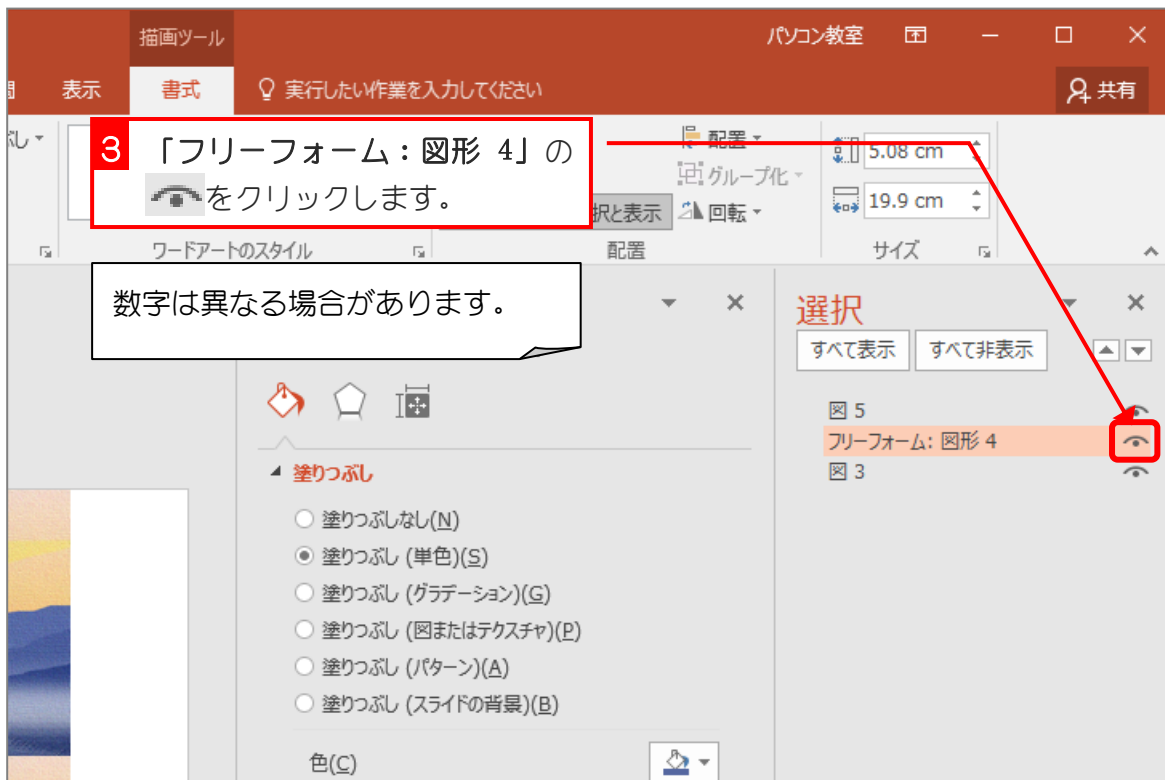 描画ツール
パソコン教室
表示
書式
実行したい作業を入力してください
共有
3
「フリーフォーム：図形 4」の
をクリックします。
配置
グループ化
択と表示
回転
5.08 cm
19.9 cm
ワードアートのスタイル
配置
サイズ
数字は異なる場合があります。
選択
すべて表示
すべて非表示
図 5
フリーフォーム: 図形 4
図 3
塗りつぶし
塗りつぶしなし(N)
塗りつぶし (単色)(S)
塗りつぶし (グラデーション)(G)
塗りつぶし (図またはテクスチャ)(P)
塗りつぶし (パターン)(A)
塗りつぶし (スライドの背景)(B)
色(C)